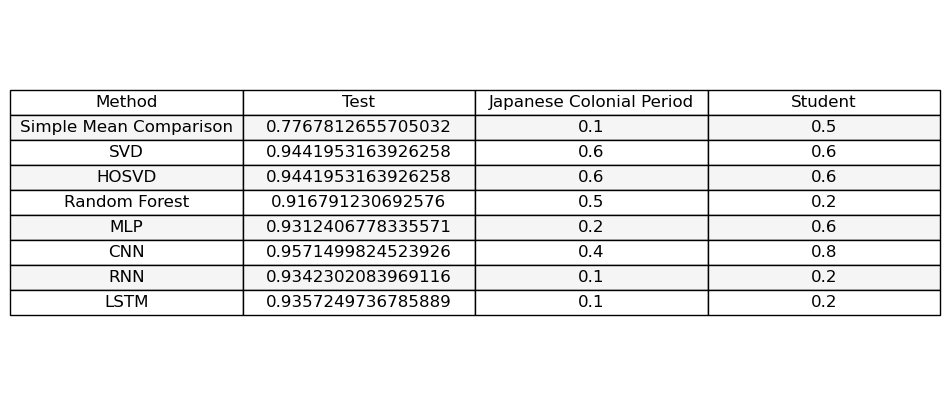 Method Test Japanese Colonial Period Student
Simple Mean Comparison 0.7767812655705032 0.1 0.5
SVD 0.9441953163926258 0.6 0.6
HOSVD 0.9441953163926258 0.6 0.6
Random Forest 0.916791230692576 0.5 0.2
MLP 0.9312406778335571 0.2 0.6
CNN 0.9571499824523926 0.4 0.8
RNN 0.9342302083969116 0.1 0.2
LSTM 0.9357249736785889 0.1 0.2